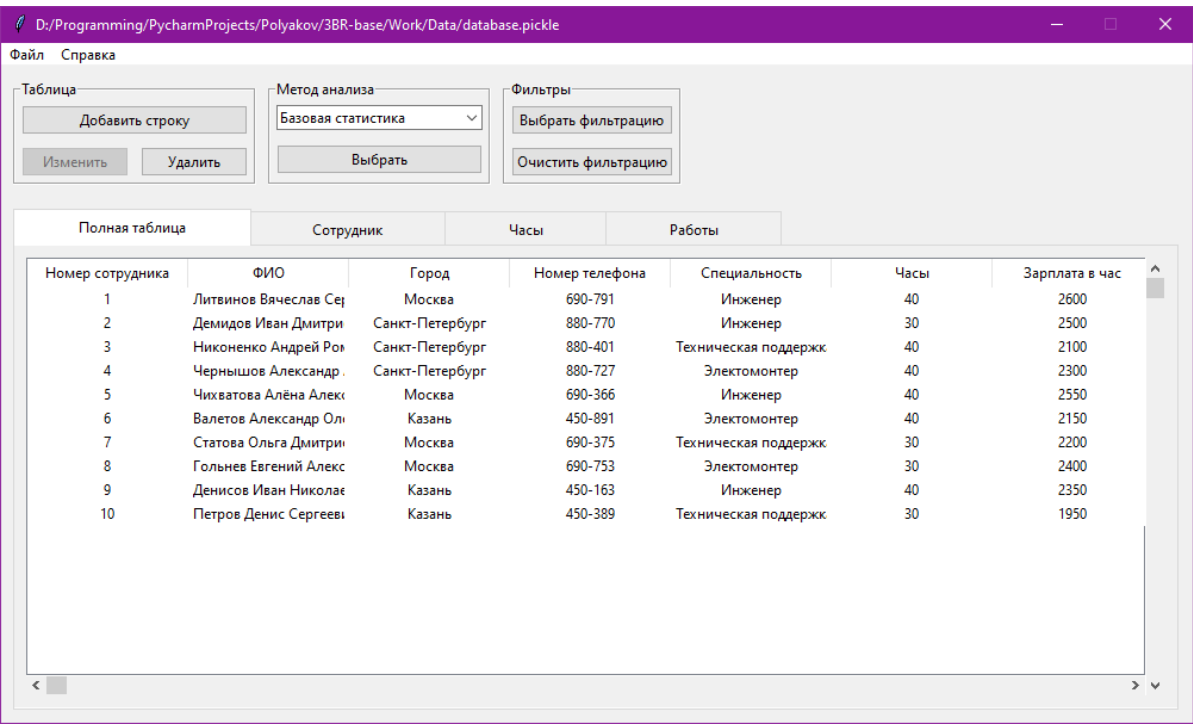 D:/Programming/PycharmProjects/Polyakov/3BR-base/Work/Data/database.pickle
Файл Справка
Таблица Метод анализа Фильтры
Добавить строку Базовая статистика Выбрать фильтрацию
Изменить Удалить Выбрать Очистить фильтрацию
Полная таблица Сотрудник Часы Работы
Номер сотрудника ФИО Город Номер телефона Специальность Часы Зарплата в час
1 Литвинов Вячеслав Сер Москва 690-791 Инженер 40 2600
2 Демидов Иван Дмитри Санкт-Петербург 880-770 Инженер 30 2500
3 Никоненко Андрей Ром Санкт-Петербург 880-401 Техническая поддержк 40 2100
4 Чернышов Александр Санкт-Петербург 880-727 Электомонтер 40 2300
5 Чихватова Алёна Алекс Москва 690-366 Инженер 40 2550
6 Валетов Александр Оле Казань 450-891 Электомонтер 40 2150
7 Статова Ольга Дмитрие Москва 690-375 Техническая поддержк 30 2200
8 Гольнев Евгений Алекс Москва 690-753 Электомонтер 30 2400
9 Денисов Иван Николае Казань 450-163 Инженер 40 2350
10 Петров Денис Сергееви Казань 450-389 Техническая поддержк 30 1950